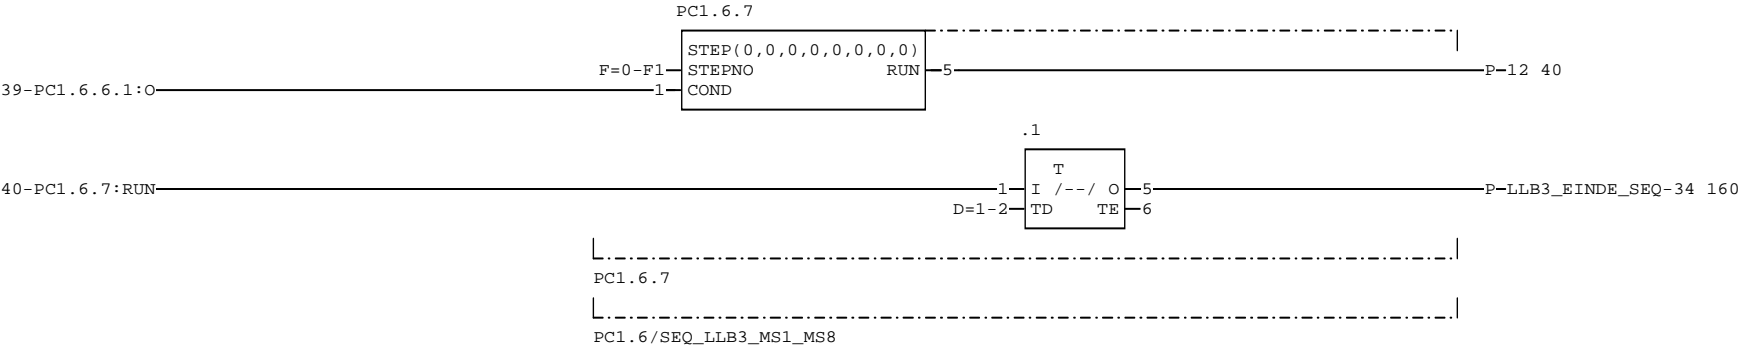 PC1.6.7
STEP(0,0,0,0,0,0,0,0)
F=0-F1 STEPNO RUN 5 P-12 40
39-PC1.6.6.1:O 1 COND
.1
T
40-PC1.6.7:RUN 1 I /--/ O 5 P-LLB3_EINDE_SEQ-34 160
D=1-2 TD TE 6
PC1.6.7
PC1.6/SEQ_LLB3_MS1_MS8